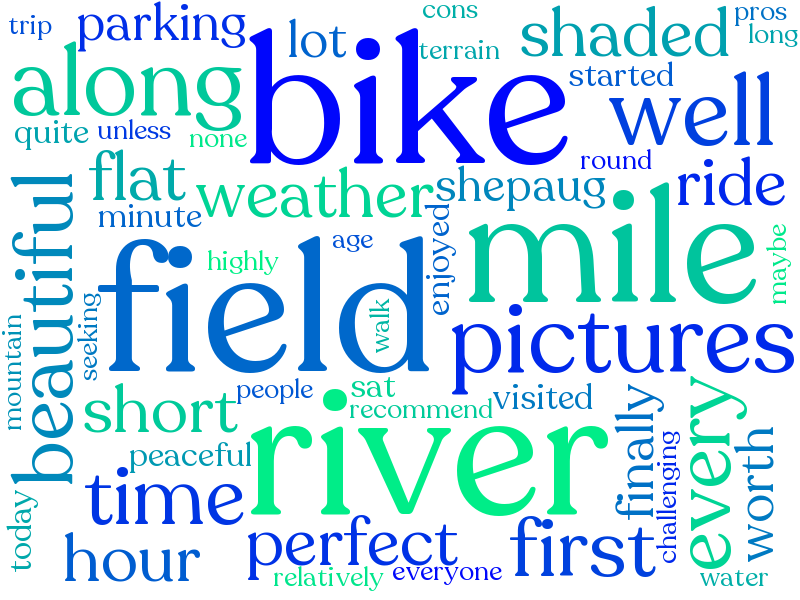 trip
parking
cons
pros
lot
terrain
shaded
long
along
bike
started
well
quite
unless
none
round
flat
weather
shepaug
ride
minute
beautiful
field
age
highly
enjoyed
mile
maybe
seeking
walk
mountain
pictures
people
sat
recommend
visited
short
river
finally
every
peaceful
challenging
worth
today
time
hour
perfect
first
relatively
everyone
water